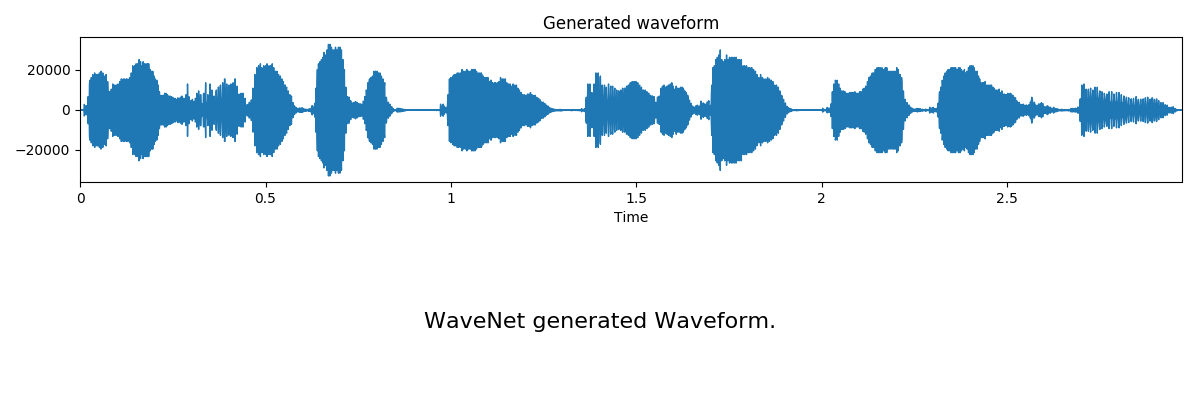 Generated waveform
20000
0
−20000
0 0.5 1 1.5 2 2.5
Time
WaveNet generated Waveform.